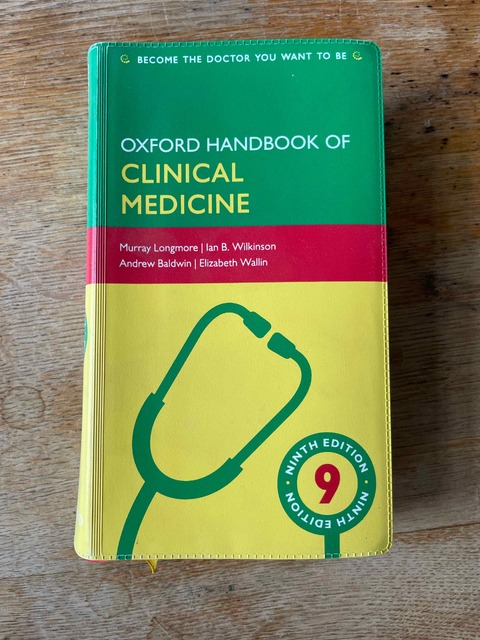 BECOME THE DOCTOR YOU WANT TO BE
OXFORD HANDBOOK OF
CLINICAL
MEDICINE
Murray Longmore | Ian B. Wilkinson
Andrew Baldwin | Elizabeth Wallin
NINTH EDITION
9
NINTH EDITION